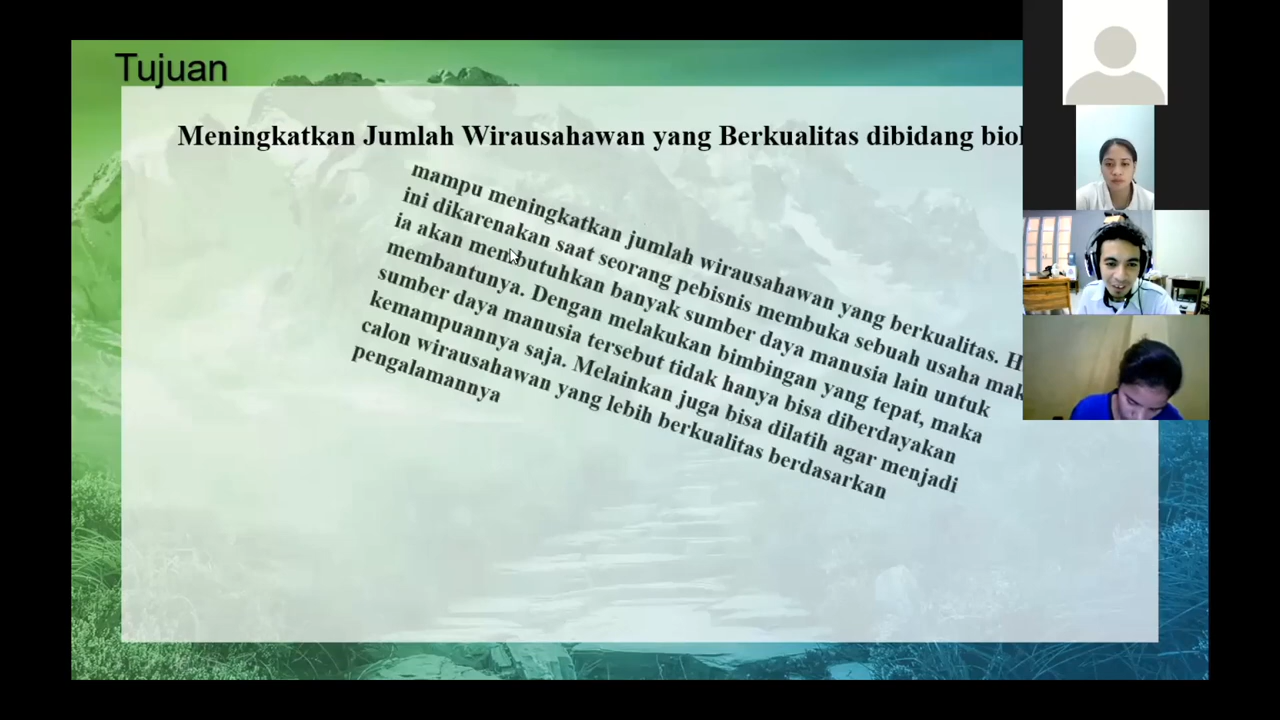 Tujuan
Meningkatkan Jumlah Wirausahawan yang Berkualitas dibidang
mampu meningkatkan jumlah wirausahawan yang berkualitas.
ini dikarenakan saat seorang pebisnis membuka sebuah usaha
ia akan membutuhkan banyak sumber daya manusia lain untuk
membantunya. Dengan melakukan bimbingan yang tepat, maka
sumber daya manusia tersebut tidak hanya bisa diberdayakan
kemampuannya saja. Melainkan juga bisa dilatih agar menjadi
calon wirausahawan yang lebih berkualitas berdasarkan
pengalamannya